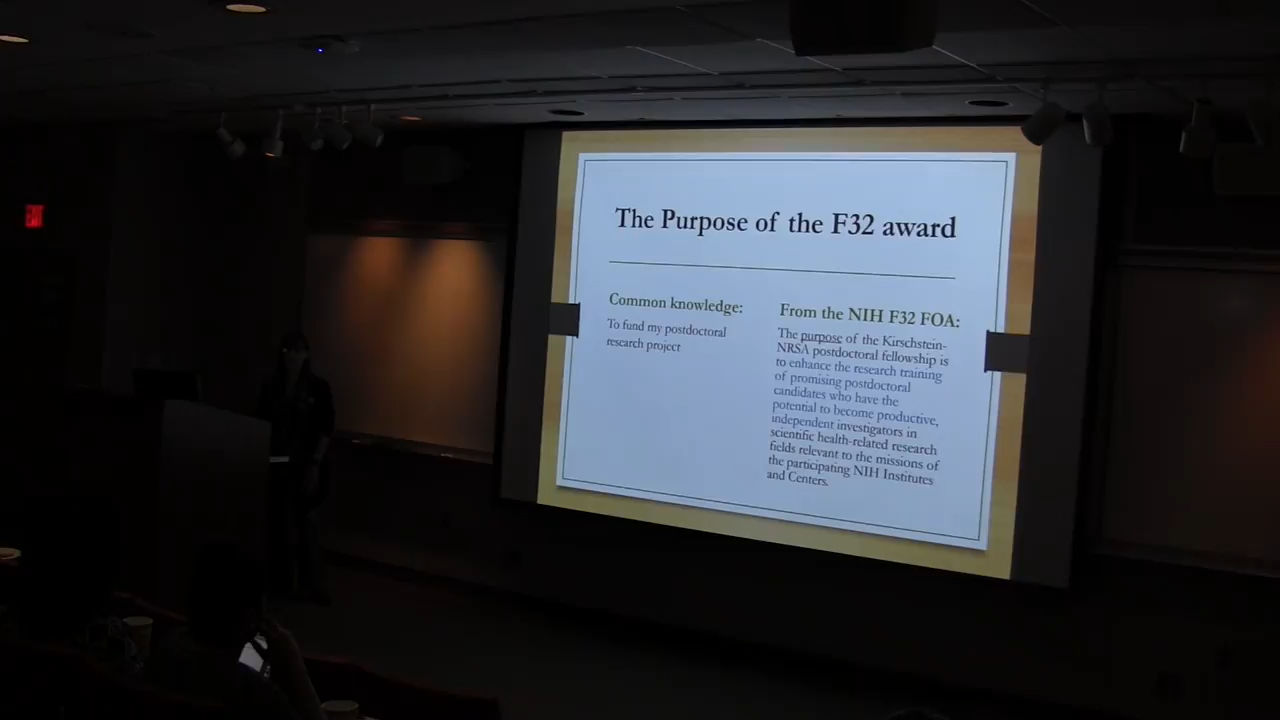 EXIT
The Purpose of the F32 award
Common knowledge:
To fund my postdoctoral
research project
From the NIH F32 FOA:
The purpose of the Kirschstein-
NRSA postdoctoral fellowship is
to enhance the research training
of promising postdoctoral
candidates who have the
potential to become productive,
independent investigators in
scientific health-related research
fields relevant to the missions of
the participating NIH Institutes
and Centers.